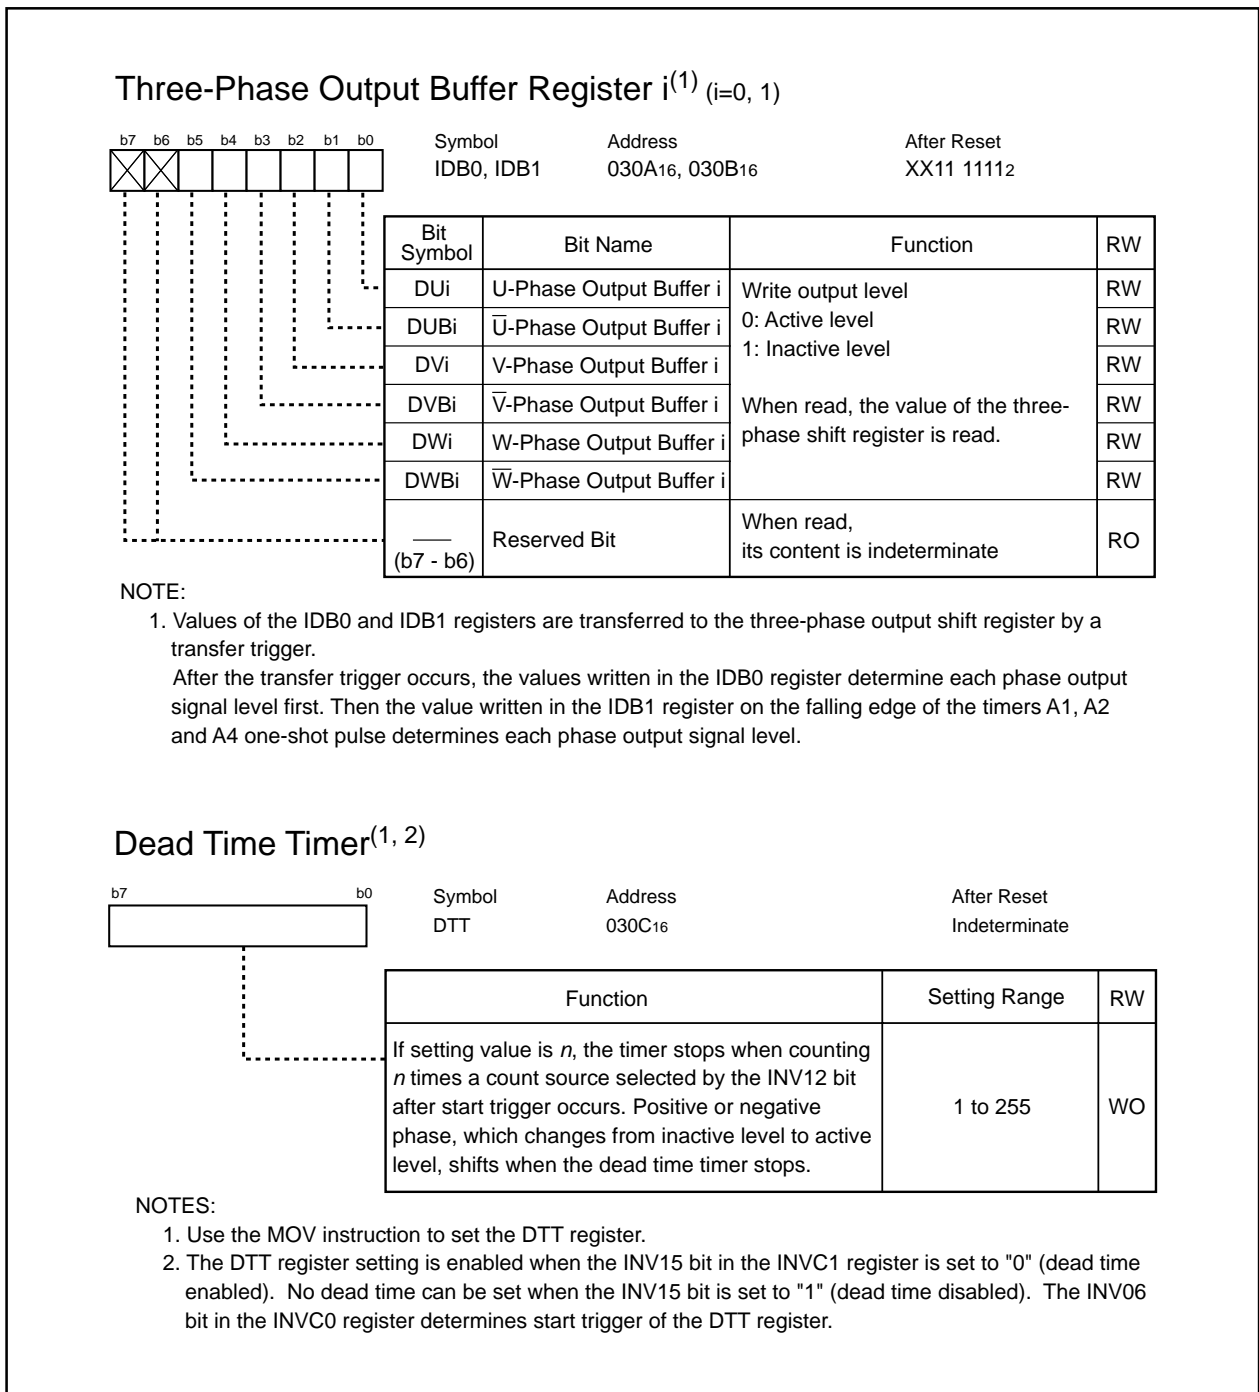 Three-Phase Output Buffer Register i(1) (i=0, 1)
b7 b6 b5 b4 b3 b2 b1 b0
Symbol Address After Reset
IDB0, IDB1 030A16, 030B16 XX11 11112
Bit Symbol Bit Name Function RW
DUi U-Phase Output Buffer i Write output level RW
DUBi U̅-Phase Output Buffer i 0: Active level RW
1: Inactive level
DVi V-Phase Output Buffer i RW
DVBi V̅-Phase Output Buffer i When read, the value of the three- RW
DWi W-Phase Output Buffer i phase shift register is read. RW
DWBi W̅-Phase Output Buffer i RW
(b7 - b6) Reserved Bit When read, RO
its content is indeterminate
NOTE:
1. Values of the IDB0 and IDB1 registers are transferred to the three-phase output shift register by a
transfer trigger.
After the transfer trigger occurs, the values written in the IDB0 register determine each phase output
signal level first. Then the value written in the IDB1 register on the falling edge of the timers A1, A2
and A4 one-shot pulse determines each phase output signal level.
Dead Time Timer(1, 2)
b7 b0
Symbol Address After Reset
DTT 030C16 Indeterminate
Function Setting Range RW
If setting value is n, the timer stops when counting
n times a count source selected by the INV12 bit
after start trigger occurs. Positive or negative 1 to 255 WO
phase, which changes from inactive level to active
level, shifts when the dead time timer stops.
NOTES:
1. Use the MOV instruction to set the DTT register.
2. The DTT register setting is enabled when the INV15 bit in the INVC1 register is set to "0" (dead time
enabled). No dead time can be set when the INV15 bit is set to "1" (dead time disabled). The INV06
bit in the INVC0 register determines start trigger of the DTT register.